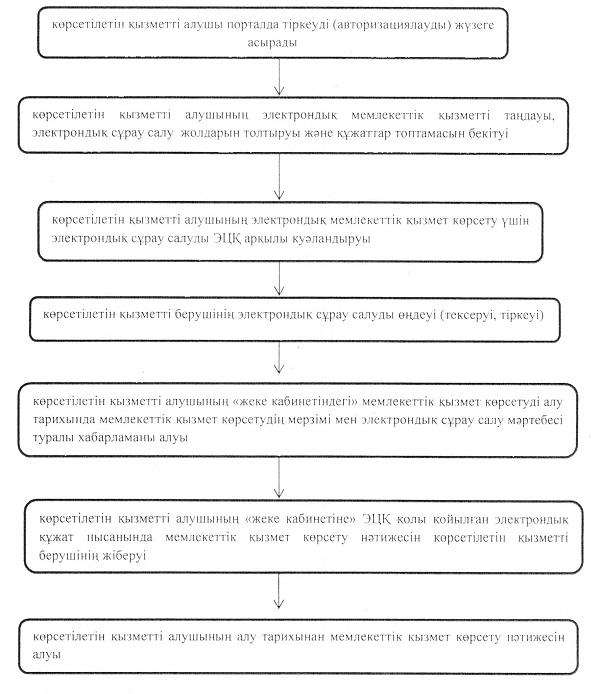 көрсетілетін қызметті алушы порталда тіркеуді (авторизациялауды) жүзеге
асырады
көрсетілетін қызметті алушының электрондық мемлекеттік қызметті таңдауы,
электрондық сұрау салу жолдарын толтыруы және құжаттар топтамасын бекітуі
көрсетілетін қызметті алушының электрондық мемлекеттік қызмет көрсету үшін
электрондық сұрау салуды ЭЦҚ арқылы куәландыруы
көрсетілетін қызметті берушінің электрондық сұрау салуды өңдеуі (тексеруі, тіркеуі)
көрсетілетін қызметті алушының «жеке кабинетіндегі» мемлекеттік қызмет көрсетуді алу
тарихында мемлекеттік қызмет көрсетудің мерзімі мен электрондық сұрау салу мәртебесі
туралы хабарламаны алуы
көрсетілетін қызметті алушының «жеке кабинетіне» ЭЦҚ қолы қойылған электрондық
құжат нысанында мемлекеттік қызмет көрсету нәтижесін көрсетілетін қызметті
берушінің жіберуі
көрсетілетін қызметті алушының алу тарихынан мемлекеттік қызмет көрсету нәтижесін
алуы